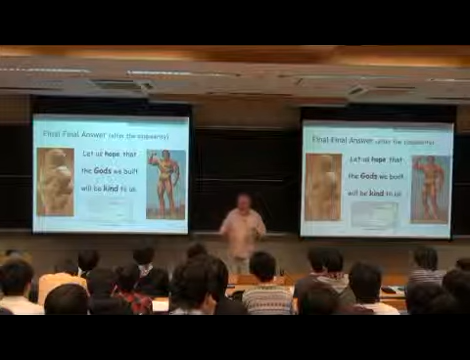 Final Final Answer (after the singularity)
Let us hope that
the Gods we built
will be kind to us.
Final Final Answer (after the singularity)
Let us hope that
the Gods we built
will be kind to us.